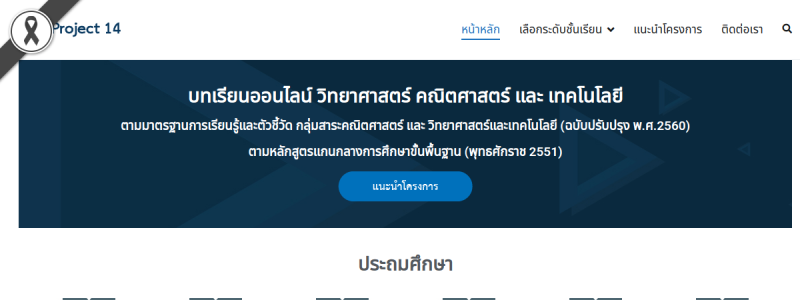 Project 14
หน้าหลัก เลือกระดับชั้นเรียน แนะนำโครงการ ติดต่อเรา
บทเรียนออนไลน์ วิทยาศาสตร์ คณิตศาสตร์ และ เทคโนโลยี
ตามมาตรฐานการเรียนรู้และตัวชี้วัด กลุ่มสาระคณิตศาสตร์ และ วิทยาศาสตร์และเทคโนโลยี (ฉบับปรับปรุง พ.ศ.2560)
ตามหลักสูตรแกนกลางการศึกษาขั้นพื้นฐาน (พุทธศักราช 2551)
แนะนำโครงการ
ประถมศึกษา